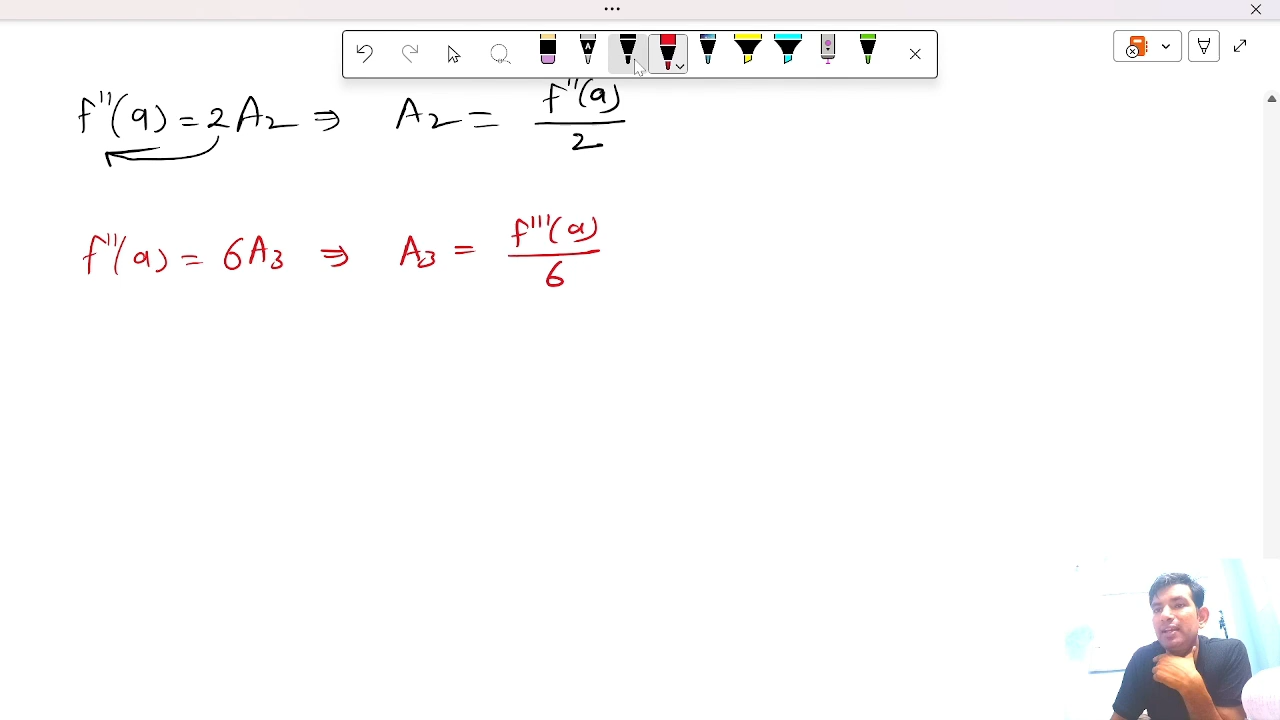 f''(a) = 2A₂ ⇒ A₂ = f''(a)/2
f''(a) = 6A₃ ⇒ A₃ = f'''(a)/6